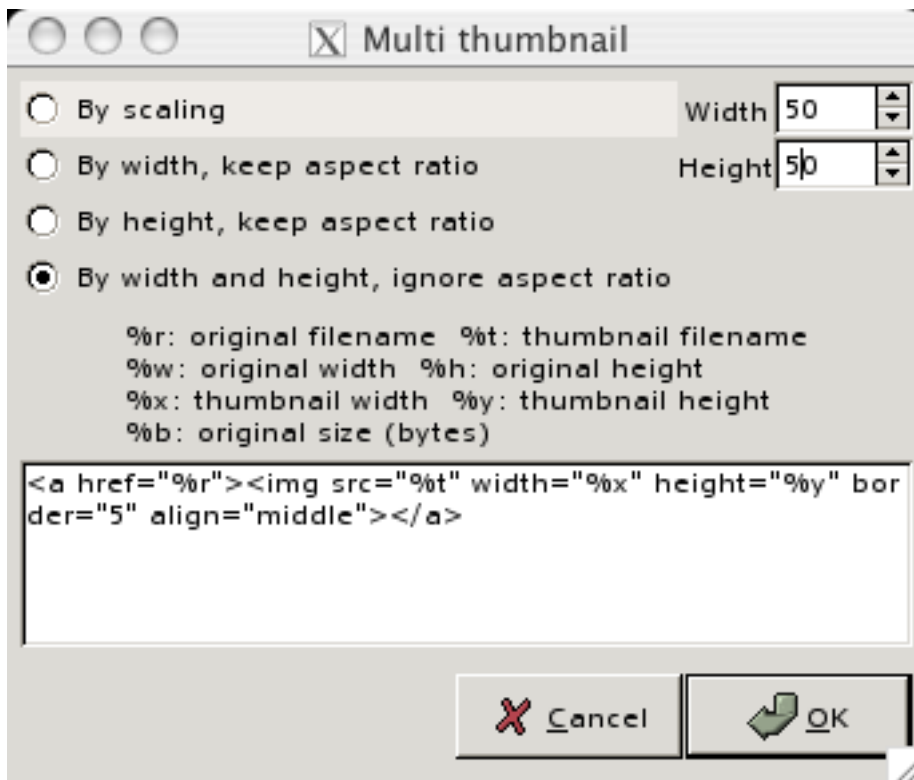 Multi thumbnail
By scaling
Width 50
By width, keep aspect ratio
Height 50
By height, keep aspect ratio
By width and height, ignore aspect ratio
%r: original filename %t: thumbnail filename
%w: original width %h: original height
%x: thumbnail width %y: thumbnail height
%b: original size (bytes)
<a href="%r"><img src="%t" width="%x" height="%y" bor
der="5" align="middle"></a>
Cancel
OK